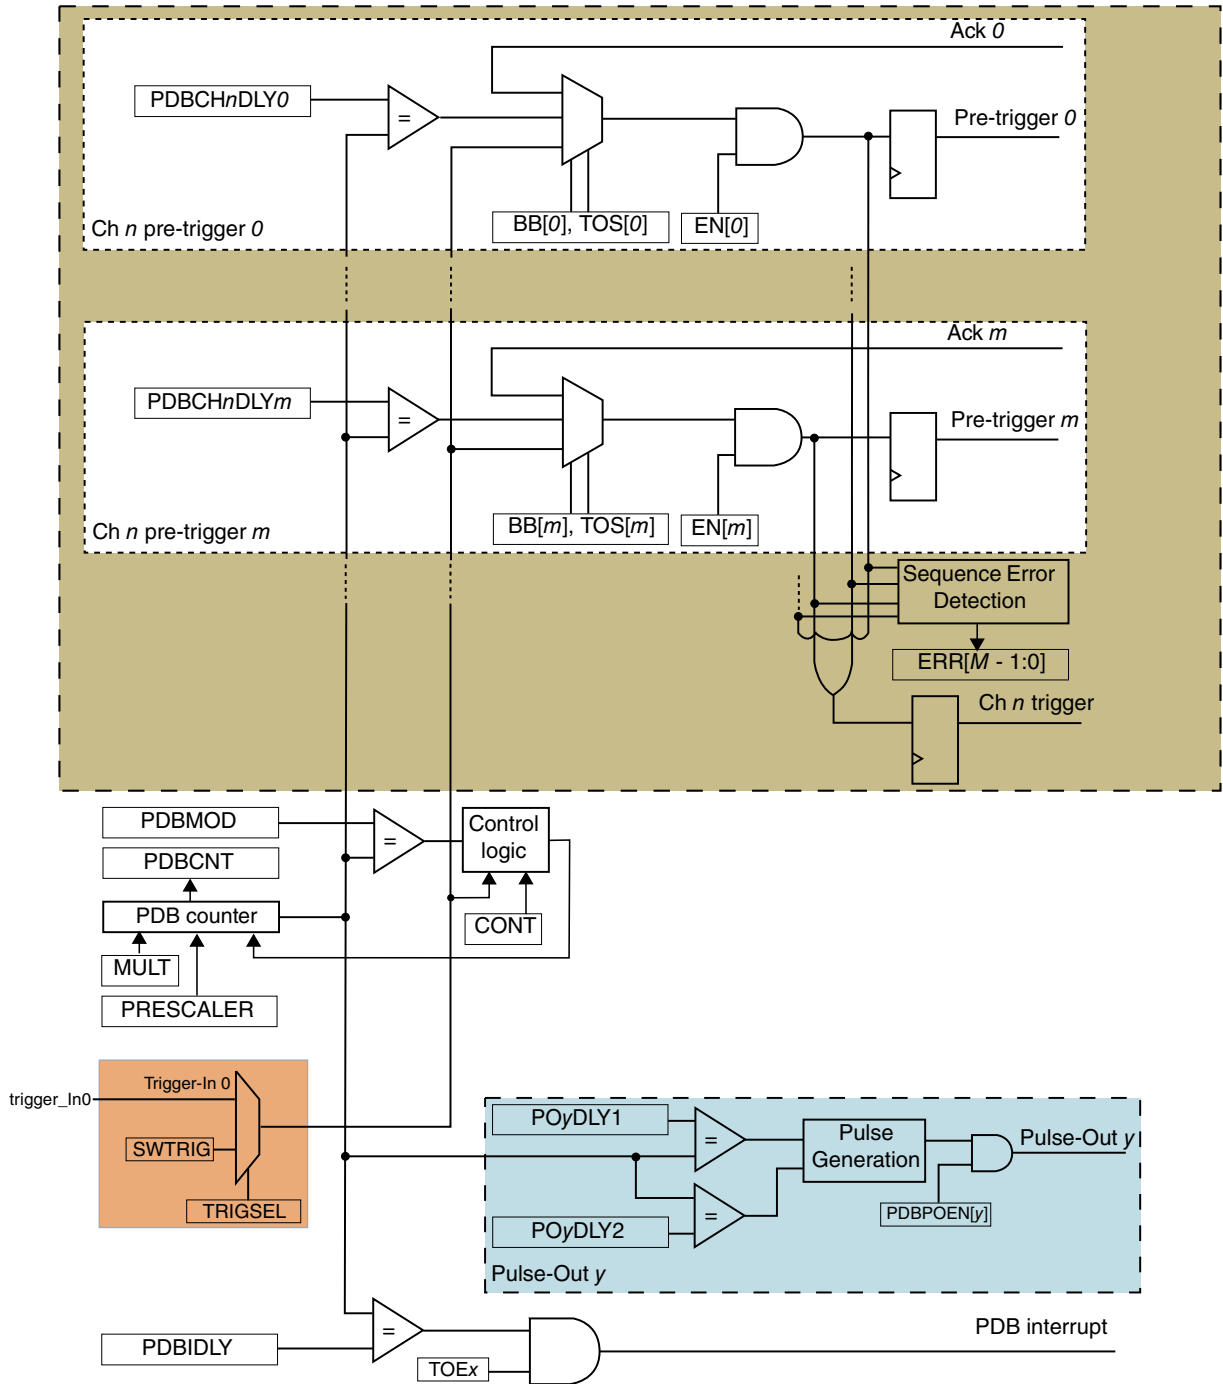 Ack 0
PDBCHnDLY0
=
Pre-trigger 0
BB[0], TOS[0]
EN[0]
Ch n pre-trigger 0
Ack m
PDBCHnDLYm
=
Pre-trigger m
BB[m], TOS[m]
EN[m]
Ch n pre-trigger m
Sequence Error
Detection
ERR[M - 1:0]
Ch n trigger
PDBMOD
=
Control
logic
PDBCNT
PDB counter
CONT
MULT
PRESCALER
trigger_In0
Trigger-In 0
SWTRIG
TRIGSEL
POyDLY1
=
Pulse
Generation
Pulse-Out y
PDBPOEN[y]
POyDLY2
=
Pulse-Out y
PDBIDLY
=
TOEx
PDB interrupt